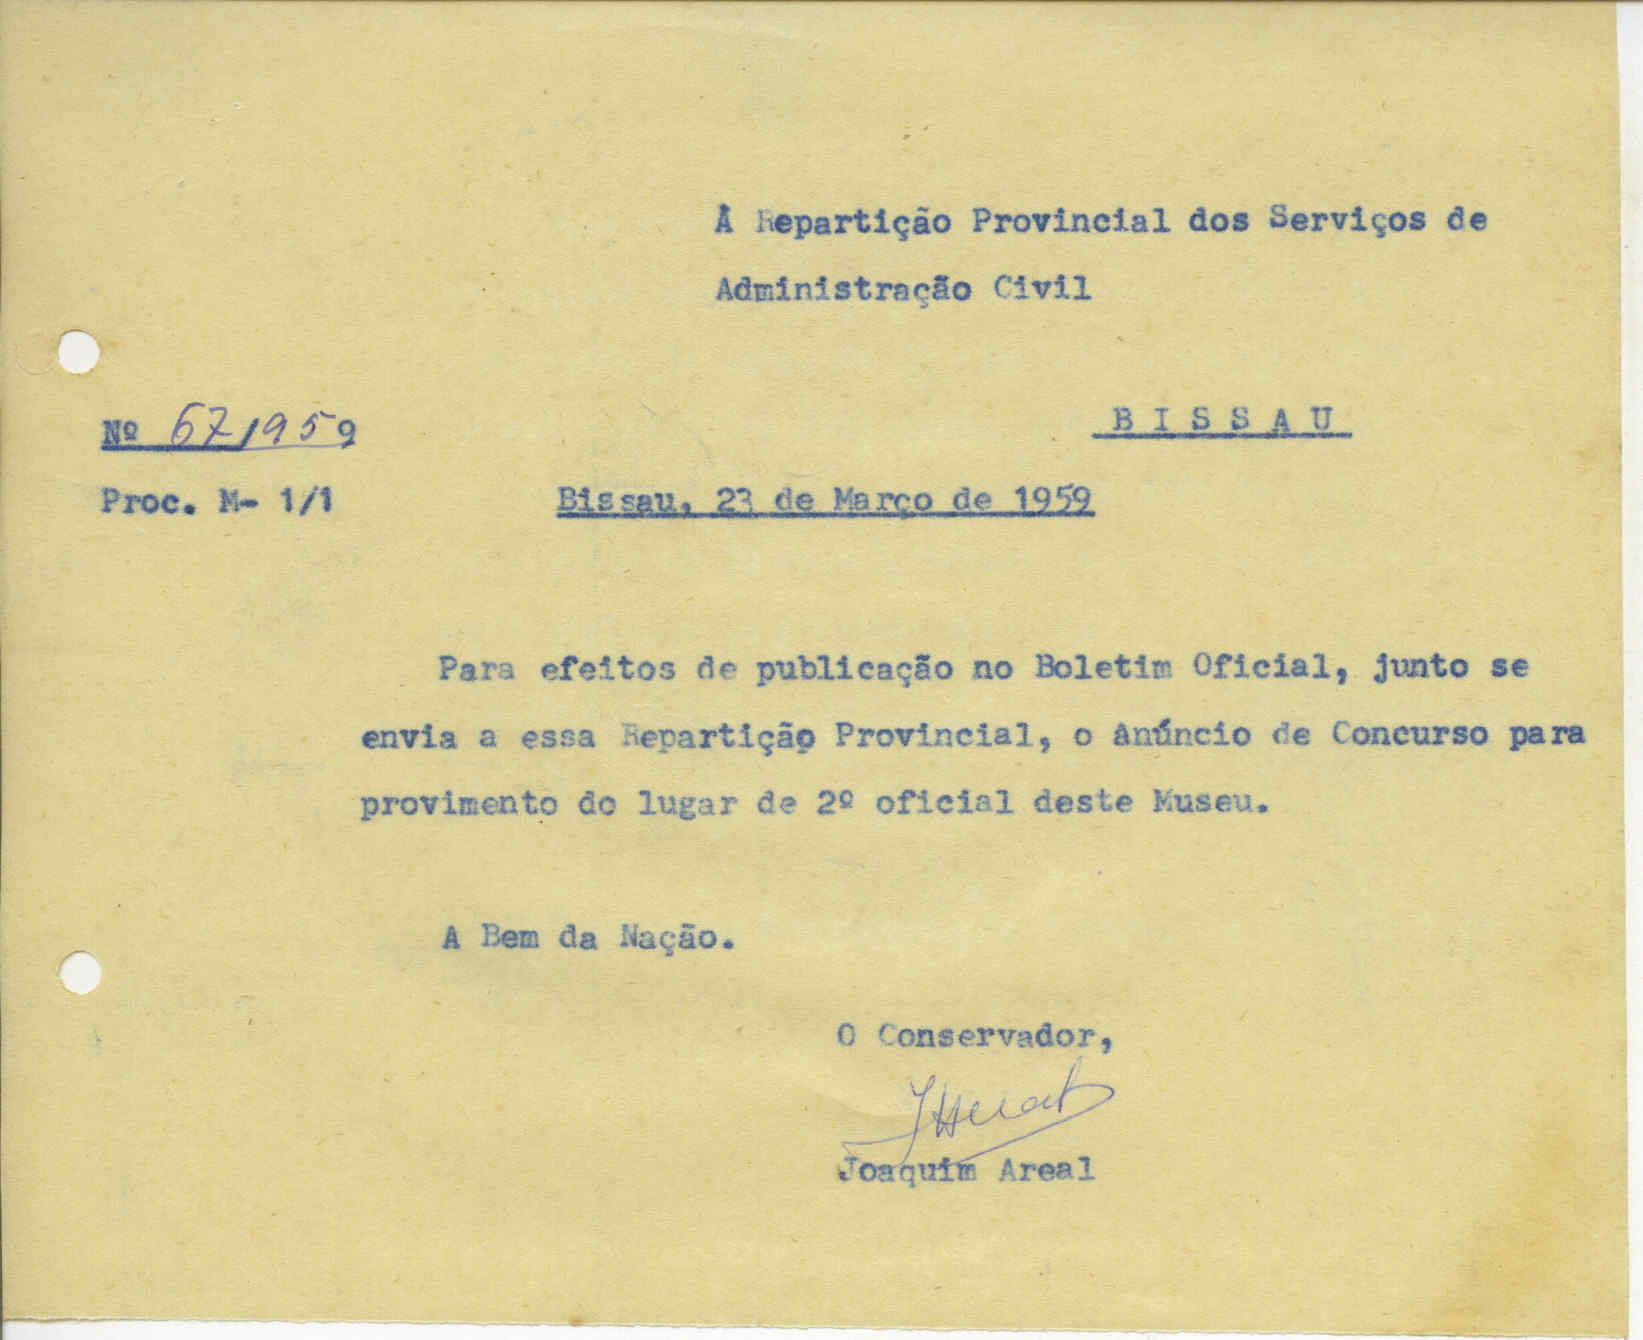 À Repartição Provincial dos Serviços de
Administração Civil
Nº 67/959
B I S S A U
Proc. M- 1/1
Bissau, 23 de Março de 1959
Para efeitos de publicação no Boletim Oficial, junto se
envia a essa Repartição Provincial, o Anúncio de Concurso para
provimento do lugar de 2º oficial deste Museu.
A Bem da Nação.
O Conservador,
Joaquim Areal